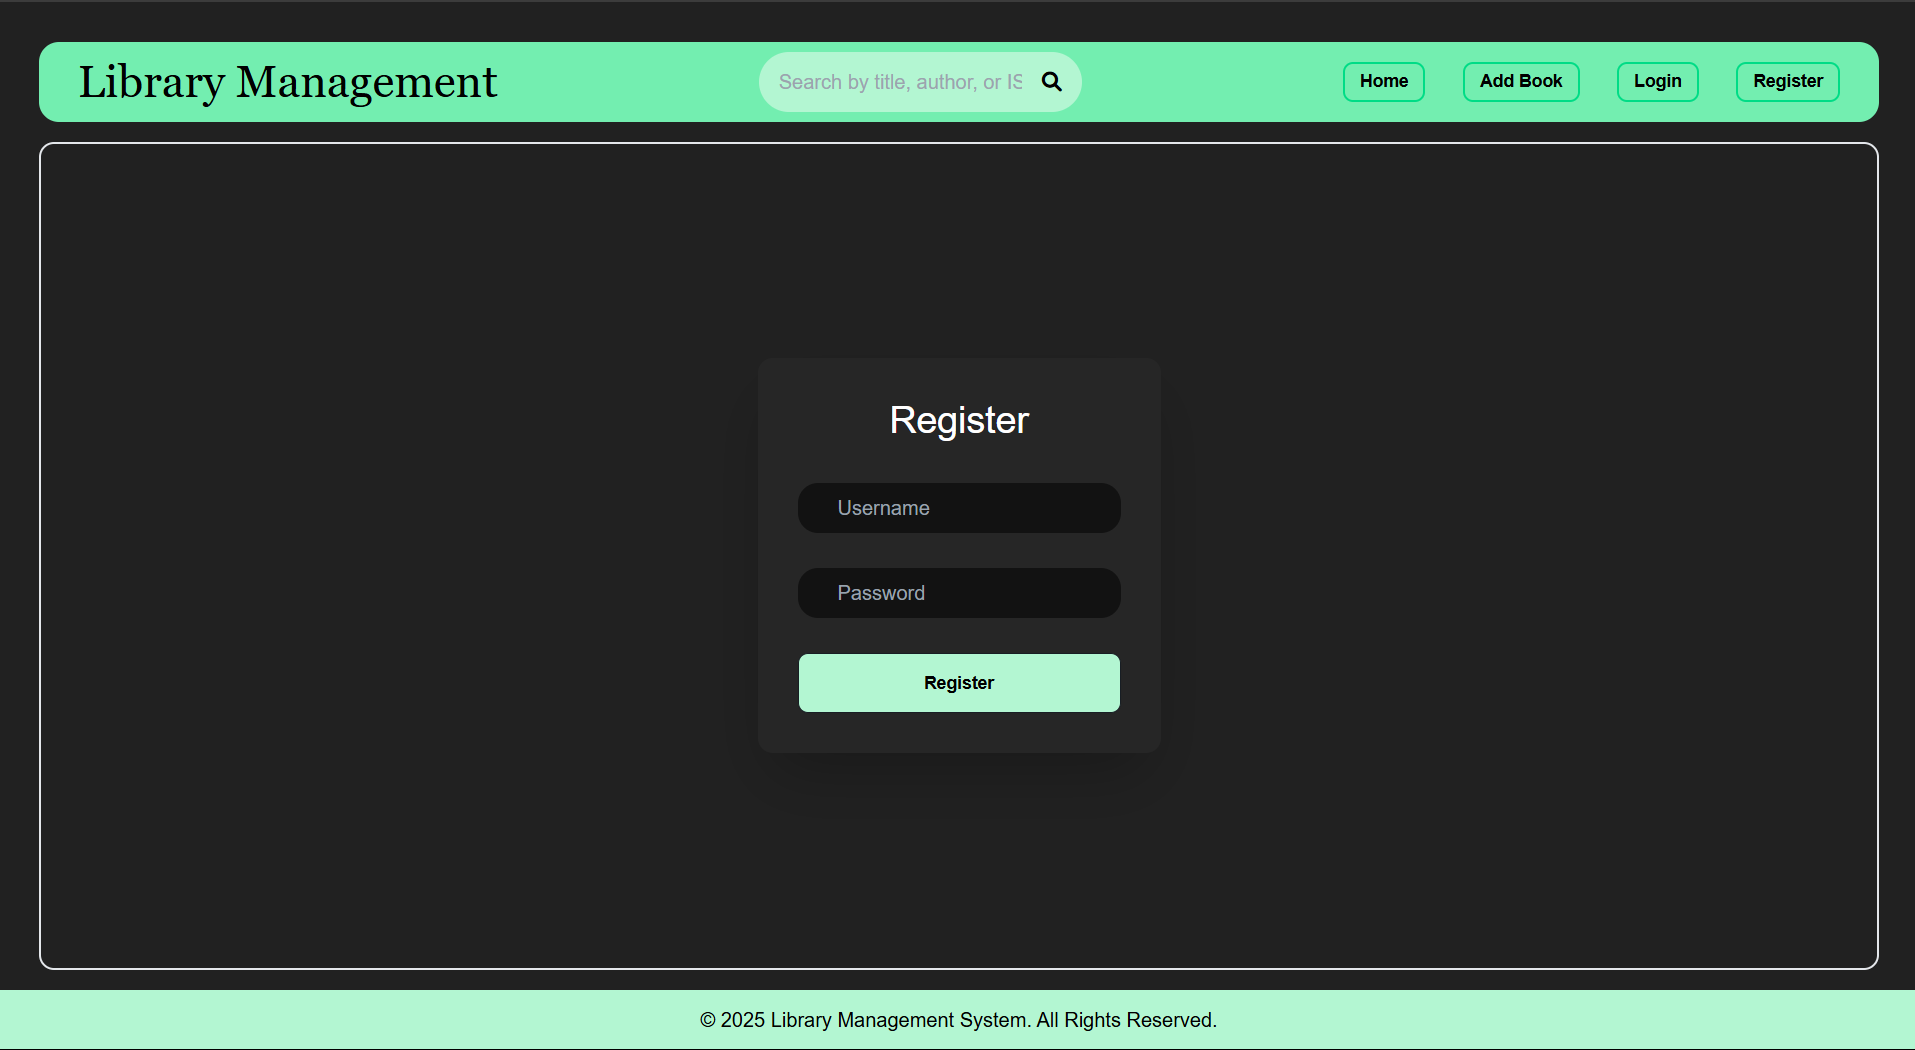 Library Management
Search by title, author, or IS
Home
Add Book
Login
Register
Register
Username
Password
Register
© 2025 Library Management System. All Rights Reserved.